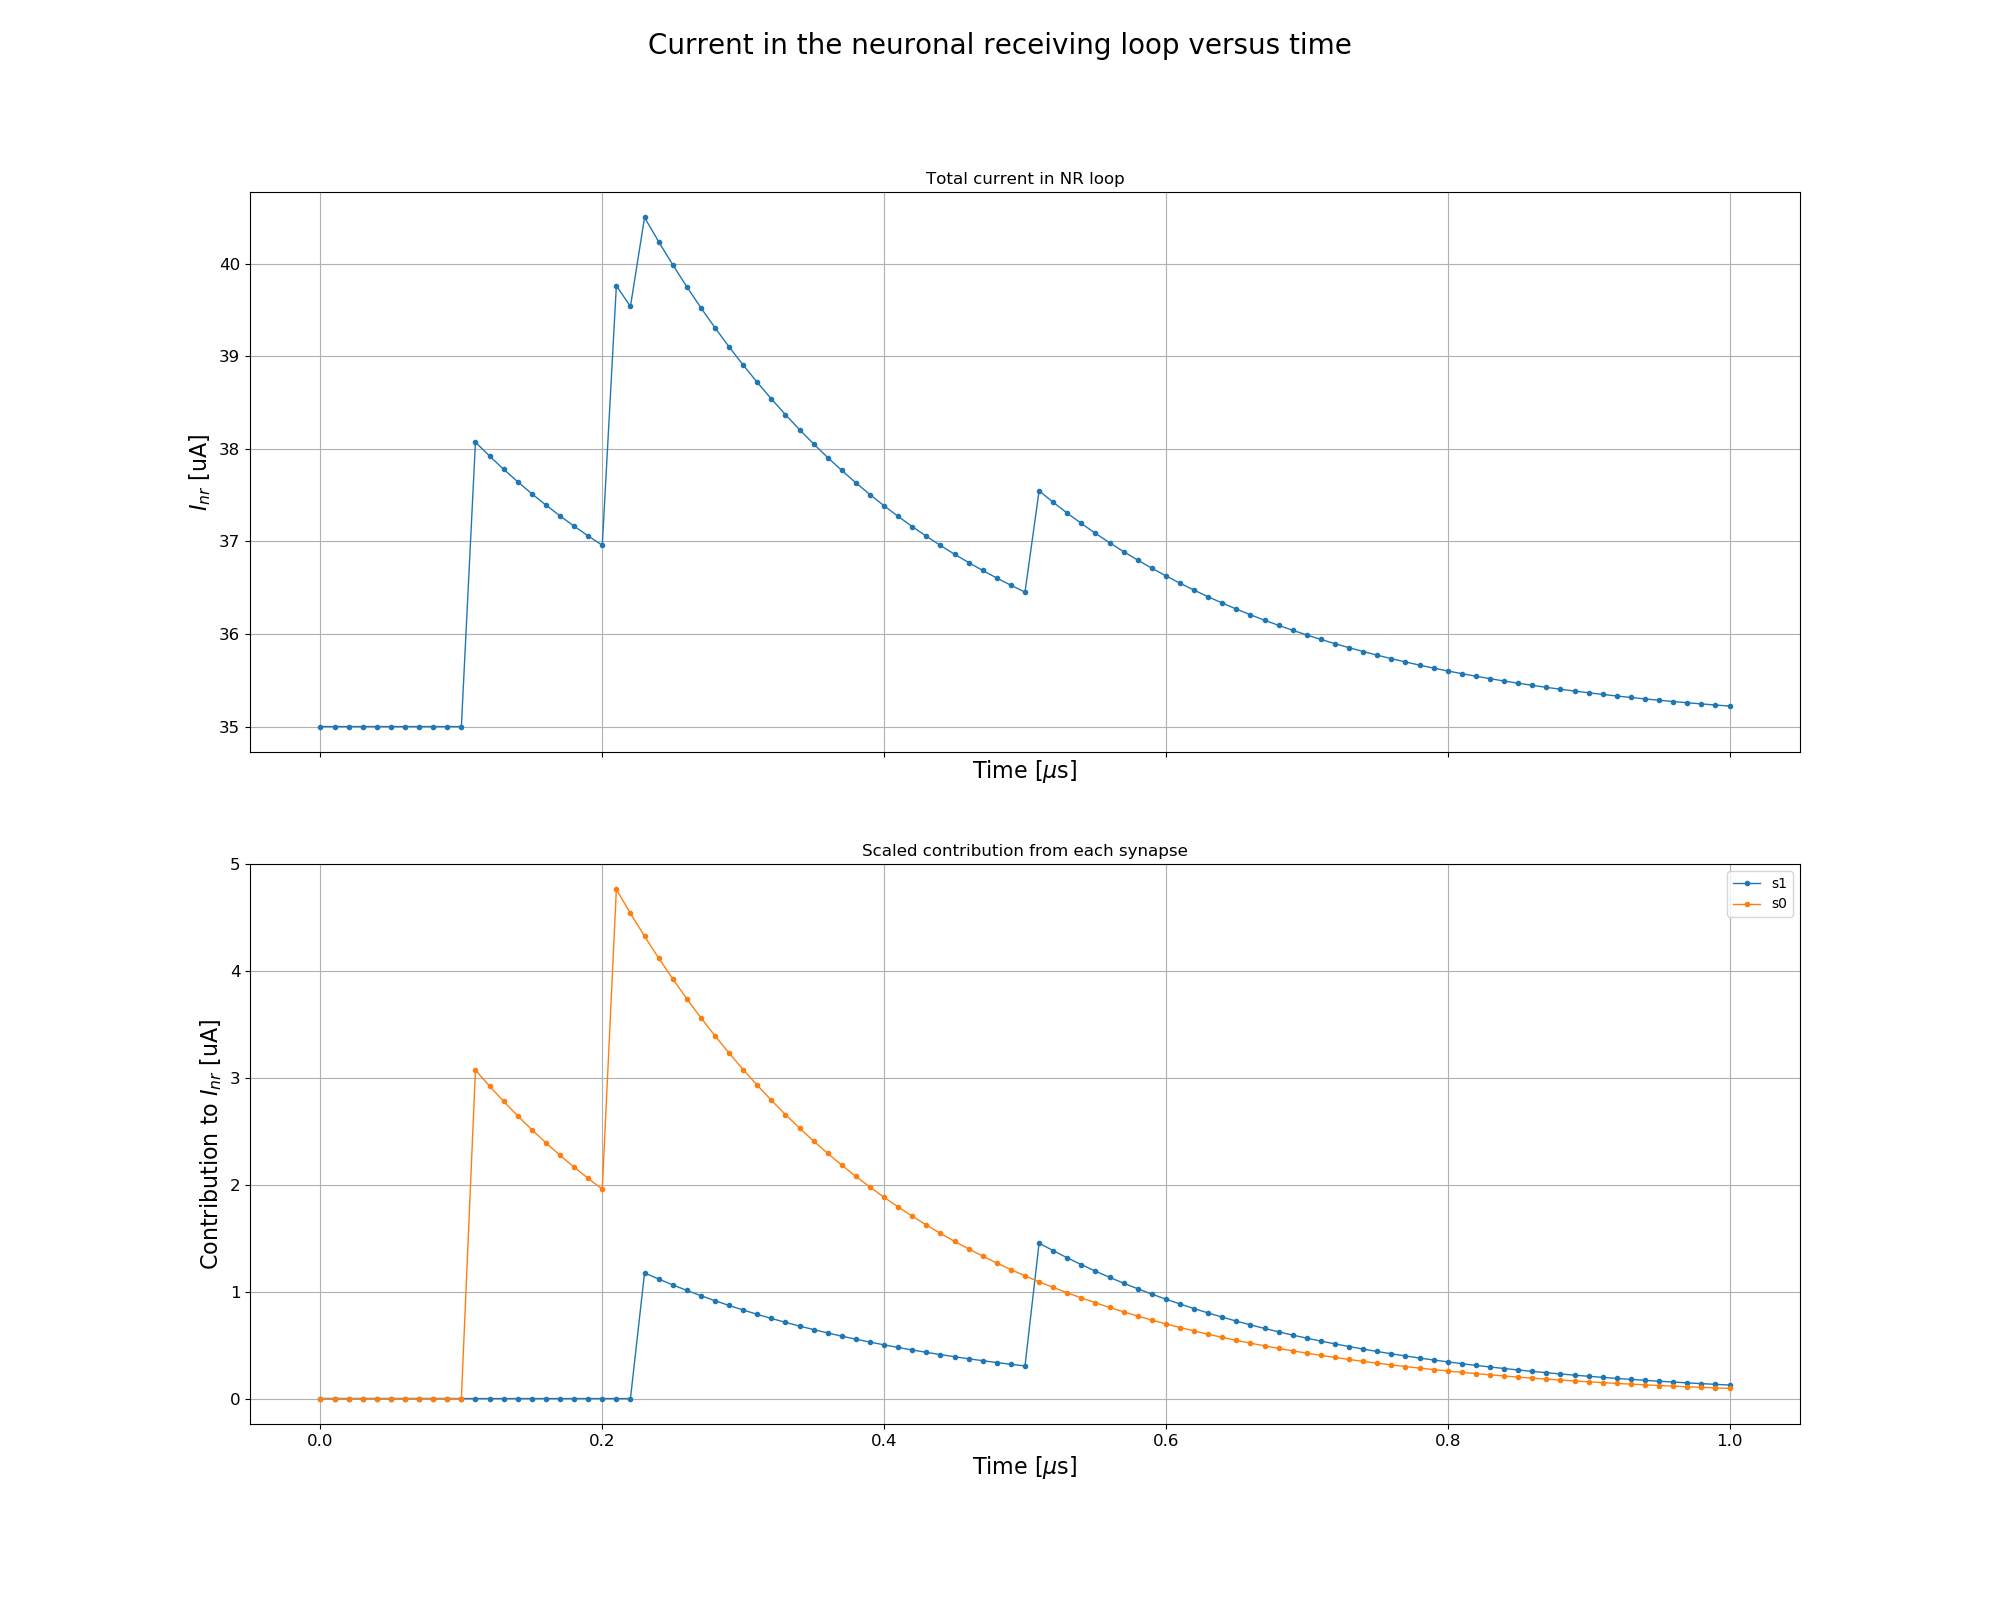 Current in the neuronal receiving loop versus time
Total current in NR loop
40
39
38
37
36
35
I_nr [uA]
Time [μs]
Scaled contribution from each synapse
5
4
3
2
1
0
Contribution to I_nr [uA]
s1
s0
0.0 0.2 0.4 0.6 0.8 1.0
Time [μs]